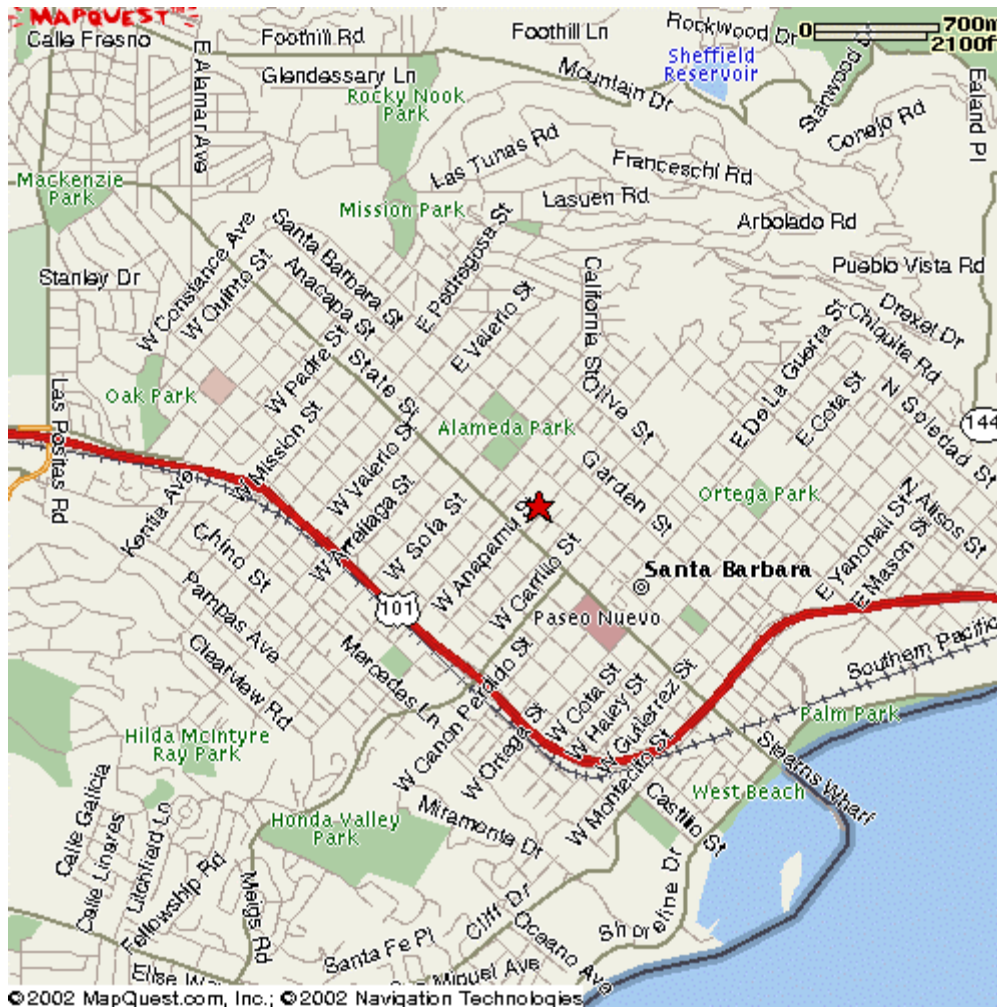 MAPQUEST
0 700m
2100ft
Calle Fresno
E Alamar Ave
Foothill Rd
Foothill Ln
Rockwood Dr
Stanwood Dr
Ealand Pl
Glendessary Ln
Rocky Nook
Park
Mountain Dr
Sheffield
Reservoir
Conejo Rd
Mackenzie
Park
Las Tunas Rd
Franceschi Rd
Lasuen Rd
Mission Park
Arbolado Rd
Stanley Dr
W Constance Ave
W Quinto St
Santa Barbara St
Anacapa St
E Pedregosa St
California St
Pueblo Vista Rd
Drexel Dr
Chiquita Rd
W Padre St
State St
E Valerio St
Olive St
E De La Guerra St
E Cota St
N Soledad St
Las Positas Rd
Oak Park
Alameda Park
144
W Mission St
W Valerio St
Garden St
Ortega Park
N Alisos St
Kenia Ave
W Arrellaga St
W Sola St
W Anapamu St
E Yanonali St
E Mason St
Chino St
W Carrillo St
Santa Barbara
101
Paseo Nuevo
Pampas Ave
Clearview Rd
Mercedes Ln
Southern Pacific
W Canon Perdido St
W Ortega St
W Cota St
W Haley St
W Gutierrez St
W Montecito St
Palm Park
Hilda McIntyre
Ray Park
Stearns Wharf
West Beach
Castillo St
Calle Galicia
Calle Linares
Litchfield Ln
Fellowship Rd
Honda Valley
Park
Miramonte Dr
Meigs Rd
Cliff Dr
Shoreline Dr
Santa Fe Pl
Oceano Ave
Miguel Ave
©2002 MapQuest.com, Inc.; ©2002 Navigation Technologies